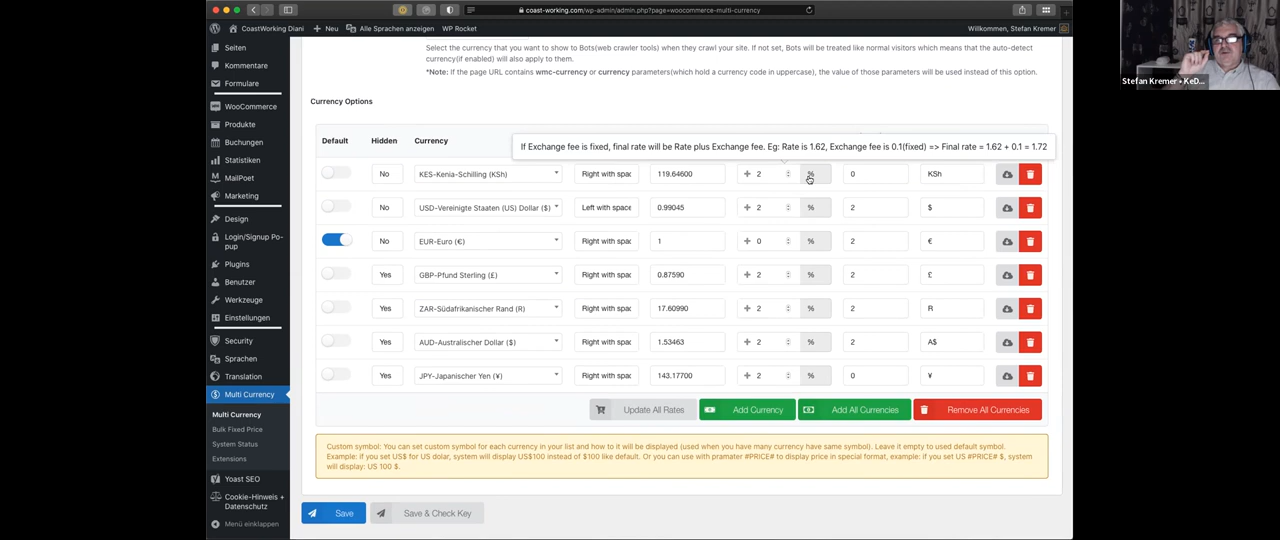 coast-working.com/wp-admin/admin.php?page=woocommerce-multi-currency
CoastWorking Diani
Neu
Alle Sprachen anzeigen
WP Rocket
Willkommen, Stefan Kremer
Stefan Kremer • KeD...
Seiten
Kommentare
Formulare
WooCommerce
Produkte
Buchungen
Statistiken
MailPoet
Marketing
Design
Login/Signup Po-
pup
Plugins
Benutzer
Werkzeuge
Einstellungen
Security
Sprachen
Translation
Multi Currency
Multi Currency
Bulk Fixed Price
System Status
Extensions
Yoast SEO
Cookie-Hinweis +
Datenschutz
Menü einklappen
Select the currency that you want to show to Bots(web crawler tools) when they crawl your site. If not set, Bots will be treated like normal visitors which means that the auto-detect
currency(if enabled) will also apply to them.
*Note: If the page URL contains wmc-currency or currency parameters(which hold a currency code in uppercase), the value of those parameters will be used instead of this option.
Currency Options
Default Hidden Currency
If Exchange fee is fixed, final rate will be Rate plus Exchange fee. Eg: Rate is 1.62, Exchange fee is 0.1(fixed) => Final rate = 1.62 + 0.1 = 1.72
No KES-Kenia-Schilling (KSh) Right with spac 119.64600 + 2 % 0 KSh
No USD-Vereinigte Staaten (US) Dollar ($) Left with space 0.99045 + 2 % 2 $
No EUR-Euro (€) Right with spac 1 + 0 % 2 €
Yes GBP-Pfund Sterling (£) Right with spac 0.87590 + 2 % 2 £
Yes ZAR-Südafrikanischer Rand (R) Right with spac 17.60990 + 2 % 2 R
Yes AUD-Australischer Dollar ($) Right with spac 1.53463 + 2 % 2 A$
Yes JPY-Japanischer Yen (¥) Right with spac 143.17700 + 2 % 0 ¥
Update All Rates Add Currency Add All Currencies Remove All Currencies
Custom symbol: You can set custom symbol for each currency in your list and how to it will be displayed (used when you have many currency have same symbol). Leave it empty to used default symbol.
Example: if you set US$ for US dolar, system will display US$100 instead of $100 like default. Or you can use with pramater #PRICE# to display price in special format, example: if you set US #PRICE# $, system
will display: US 100 $.
Save Save & Check Key